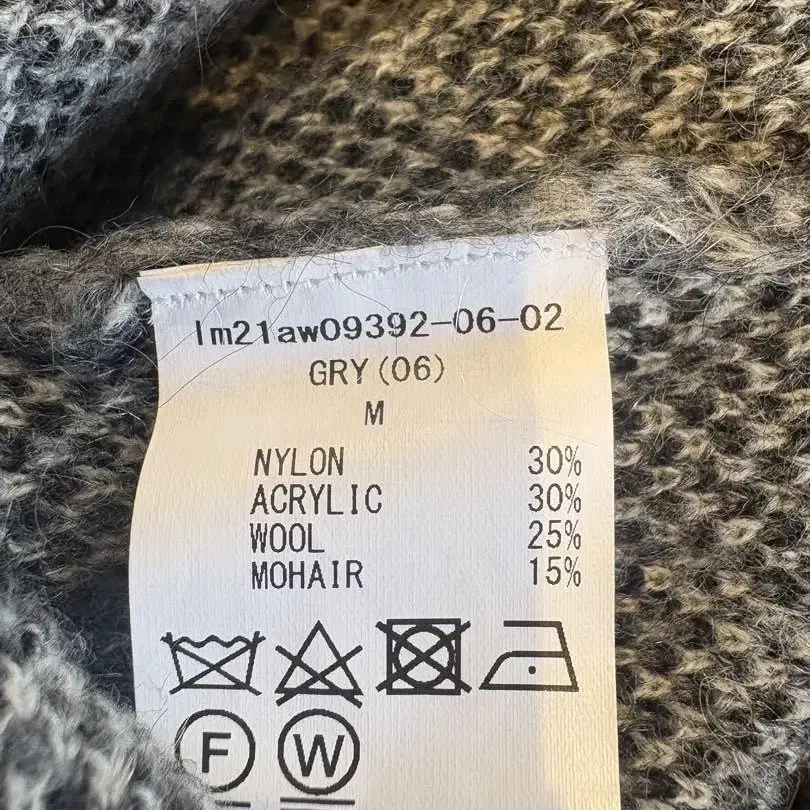 lm21aw09392-06-02
GRY(06)
M
NYLON 30%
ACRYLIC 30%
WOOL 25%
MOHAIR 15%
F W